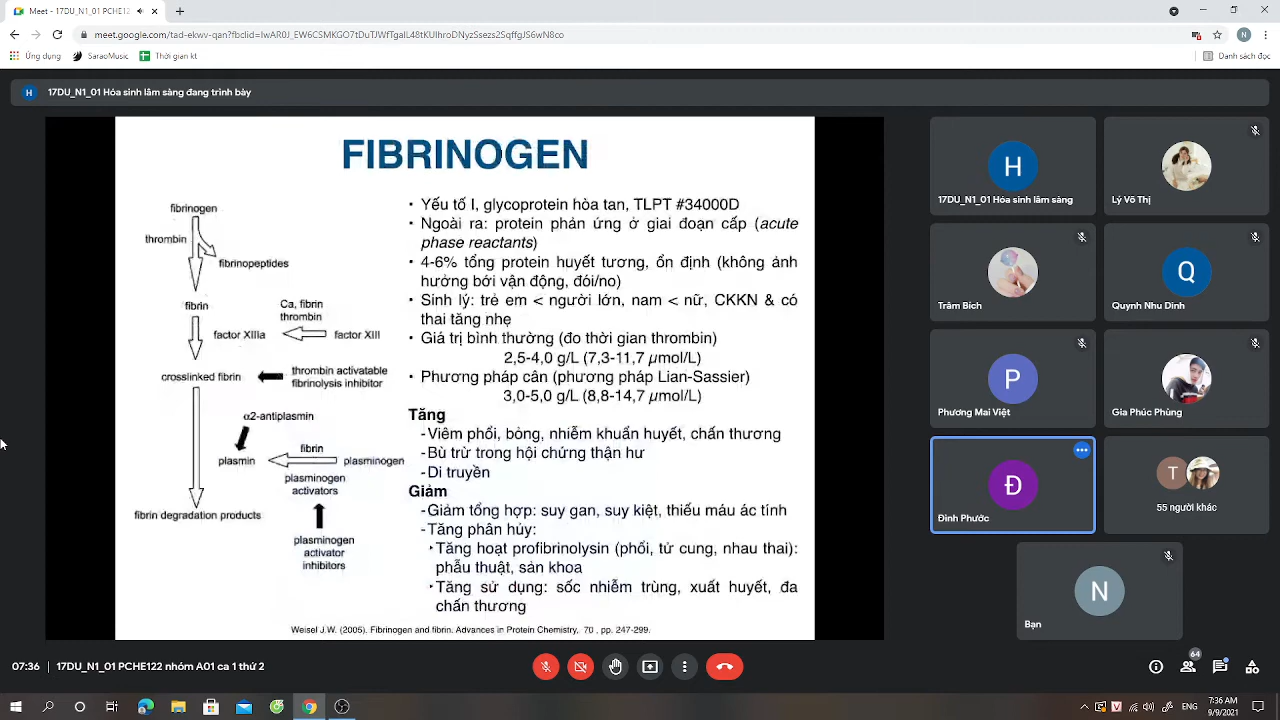 Meet - 17DU_N1_01 PCHE12
meet.google.com/tad-ekwv-qan?fbclid=IwAR0J_EW6CSMKGO7tDuTJWfTgaIL48tKUIhroDNyzSsezs2SqffgJS6wN8co
Ứng dụng SaraoMusic Thời gian kt Danh sách đọc
H 17DU_N1_01 Hóa sinh lâm sàng đang trình bày
FIBRINOGEN
fibrinogen
thrombin
fibrinopeptides
fibrin
Ca, fibrin
thrombin
factor XIIIa
factor XIII
crosslinked fibrin
thrombin activatable
fibrinolysis inhibitor
α2-antiplasmin
fibrin
plasmin
plasminogen
plasminogen
activators
fibrin degradation products
plasminogen
activator
inhibitors
• Yếu tố I, glycoprotein hòa tan, TLPT #34000D
• Ngoài ra: protein phản ứng ở giai đoạn cấp (acute
phase reactants)
• 4-6% tổng protein huyết tương, ổn định (không ảnh
hưởng bởi vận động, đói/no)
• Sinh lý: trẻ em < người lớn, nam < nữ, CKKN & có
thai tăng nhẹ
• Giá trị bình thường (đo thời gian thrombin)
2,5-4,0 g/L (7,3-11,7 µmol/L)
• Phương pháp cân (phương pháp Lian-Sassier)
3,0-5,0 g/L (8,8-14,7 µmol/L)
Tăng
-Viêm phổi, bỏng, nhiễm khuẩn huyết, chấn thương
-Bù trừ trong hội chứng thận hư
-Di truyền
Giảm
-Giảm tổng hợp: suy gan, suy kiệt, thiếu máu ác tính
-Tăng phân hủy:
‣Tăng hoạt profibrinolysin (phổi, tử cung, nhau thai):
phẫu thuật, sản khoa
‣Tăng sử dụng: sốc nhiễm trùng, xuất huyết, đa
chấn thương
Weisel J.W. (2005). Fibrinogen and fibrin. Advances in Protein Chemistry, 70 , pp. 247-299.
H
17DU_N1_01 Hóa sinh lâm sàng
Lý Võ Thị
Trâm Bích
Q
Quỳnh Như Dinh
P
Phương Mai Việt
Gia Phúc Phùng
Đ
Đinh Phước
T
55 người khác
N
Bạn
07:36 | 17DU_N1_01 PCHE122 nhóm A01 ca 1 thứ 2
64
7:36 AM
9/9/2021